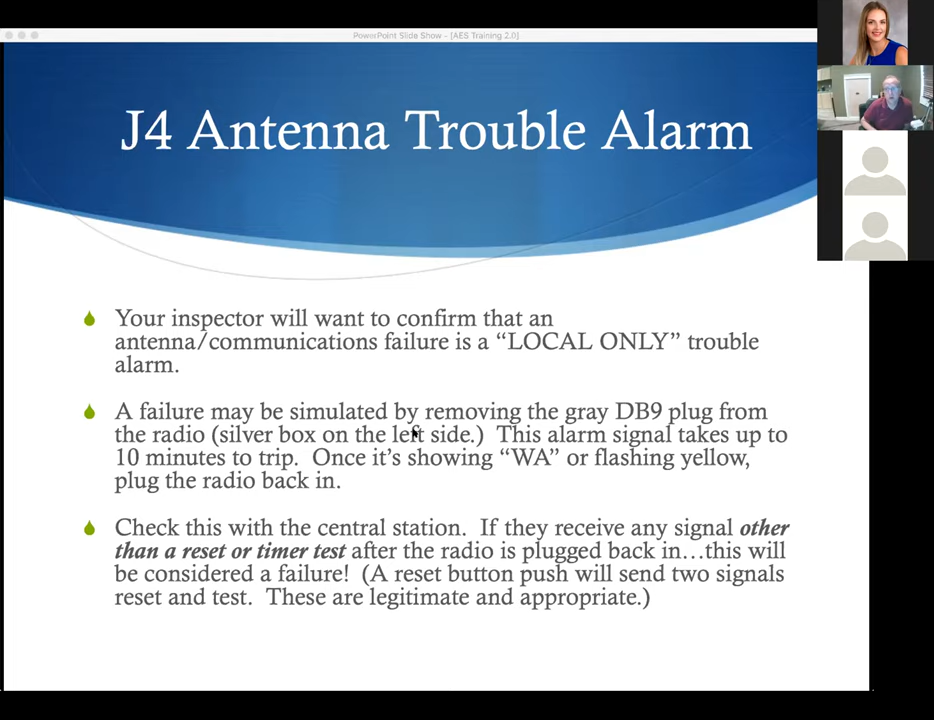 PowerPoint Slide Show - [AES Training 2.0]
J4 Antenna Trouble Alarm
Your inspector will want to confirm that an
antenna/communications failure is a “LOCAL ONLY” trouble
alarm.
A failure may be simulated by removing the gray DB9 plug from
the radio (silver box on the left side.)  This alarm signal takes up to
10 minutes to trip.  Once it’s showing “WA” or flashing yellow,
plug the radio back in.
Check this with the central station.  If they receive any signal other
than a reset or timer test after the radio is plugged back in…this will
be considered a failure!  (A reset button push will send two signals
reset and test.  These are legitimate and appropriate.)